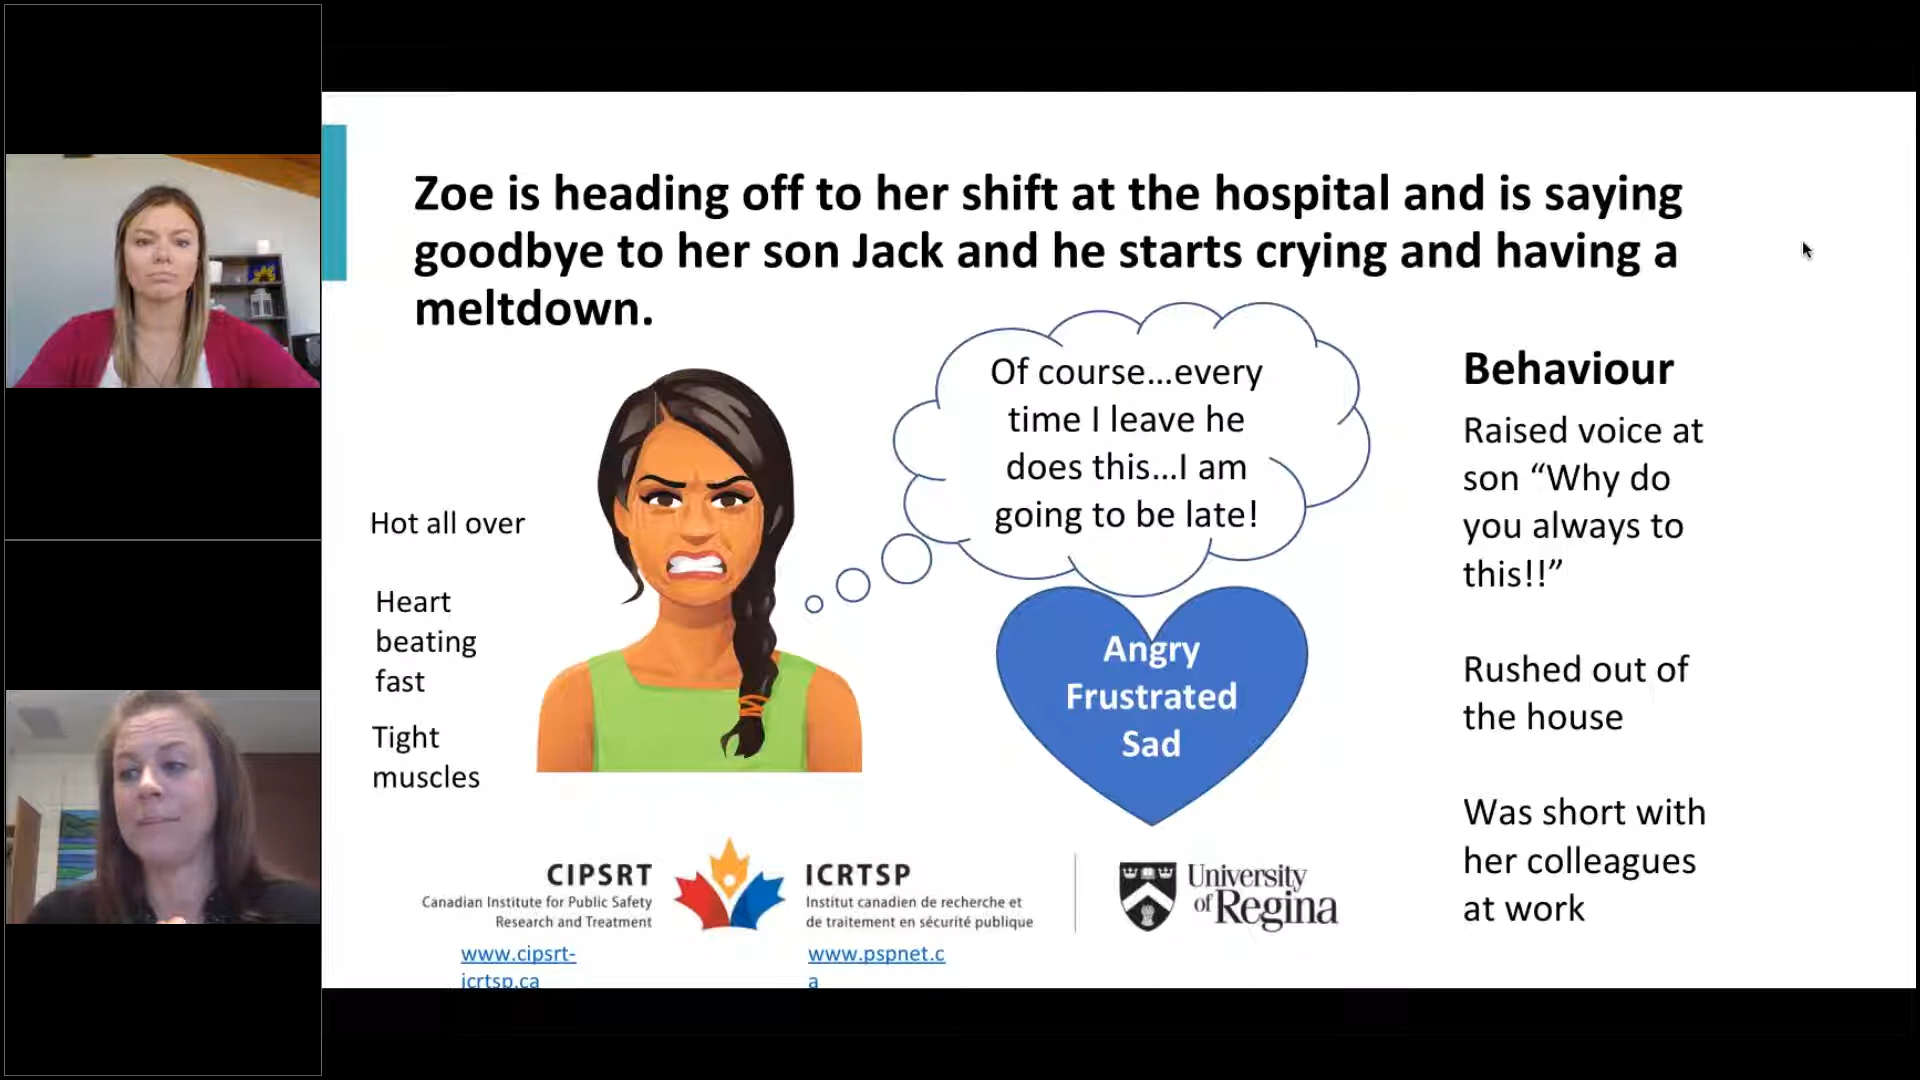 Zoe is heading off to her shift at the hospital and is saying
goodbye to her son Jack and he starts crying and having a
meltdown.
Of course...every
time I leave he
does this...I am
going to be late!
Hot all over
Heart
beating
fast
Tight
muscles
Angry
Frustrated
Sad
Behaviour
Raised voice at
son “Why do
you always to
this!!”
Rushed out of
the house
Was short with
her colleagues
at work
CIPSRT
Canadian Institute for Public Safety
Research and Treatment
ICRTSP
Institut canadien de recherche et
de traitement en sécurité publique
University
of Regina
www.cipsrt-
icrtsp.ca
www.pspnet.c
a